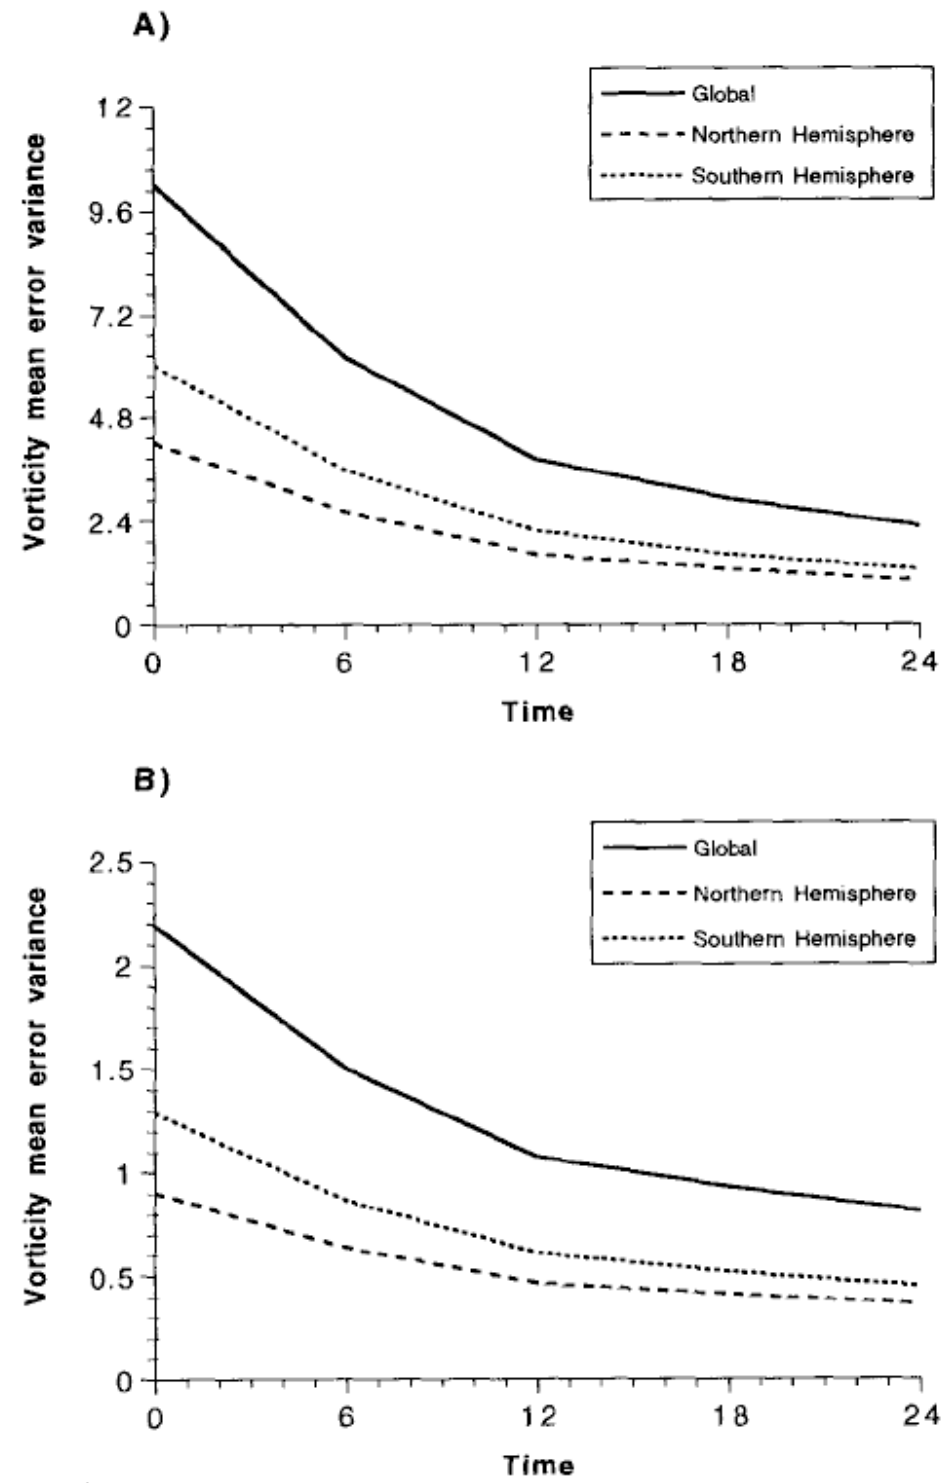 A)
Global
Northern Hemisphere
Southern Hemisphere
Vorticity mean error variance
12
9.6
7.2
4.8
2.4
0
0 6 12 18 24
Time
B)
Global
Northern Hemisphere
Southern Hemisphere
Vorticity mean error variance
2.5
2
1.5
1
0.5
0
0 6 12 18 24
Time